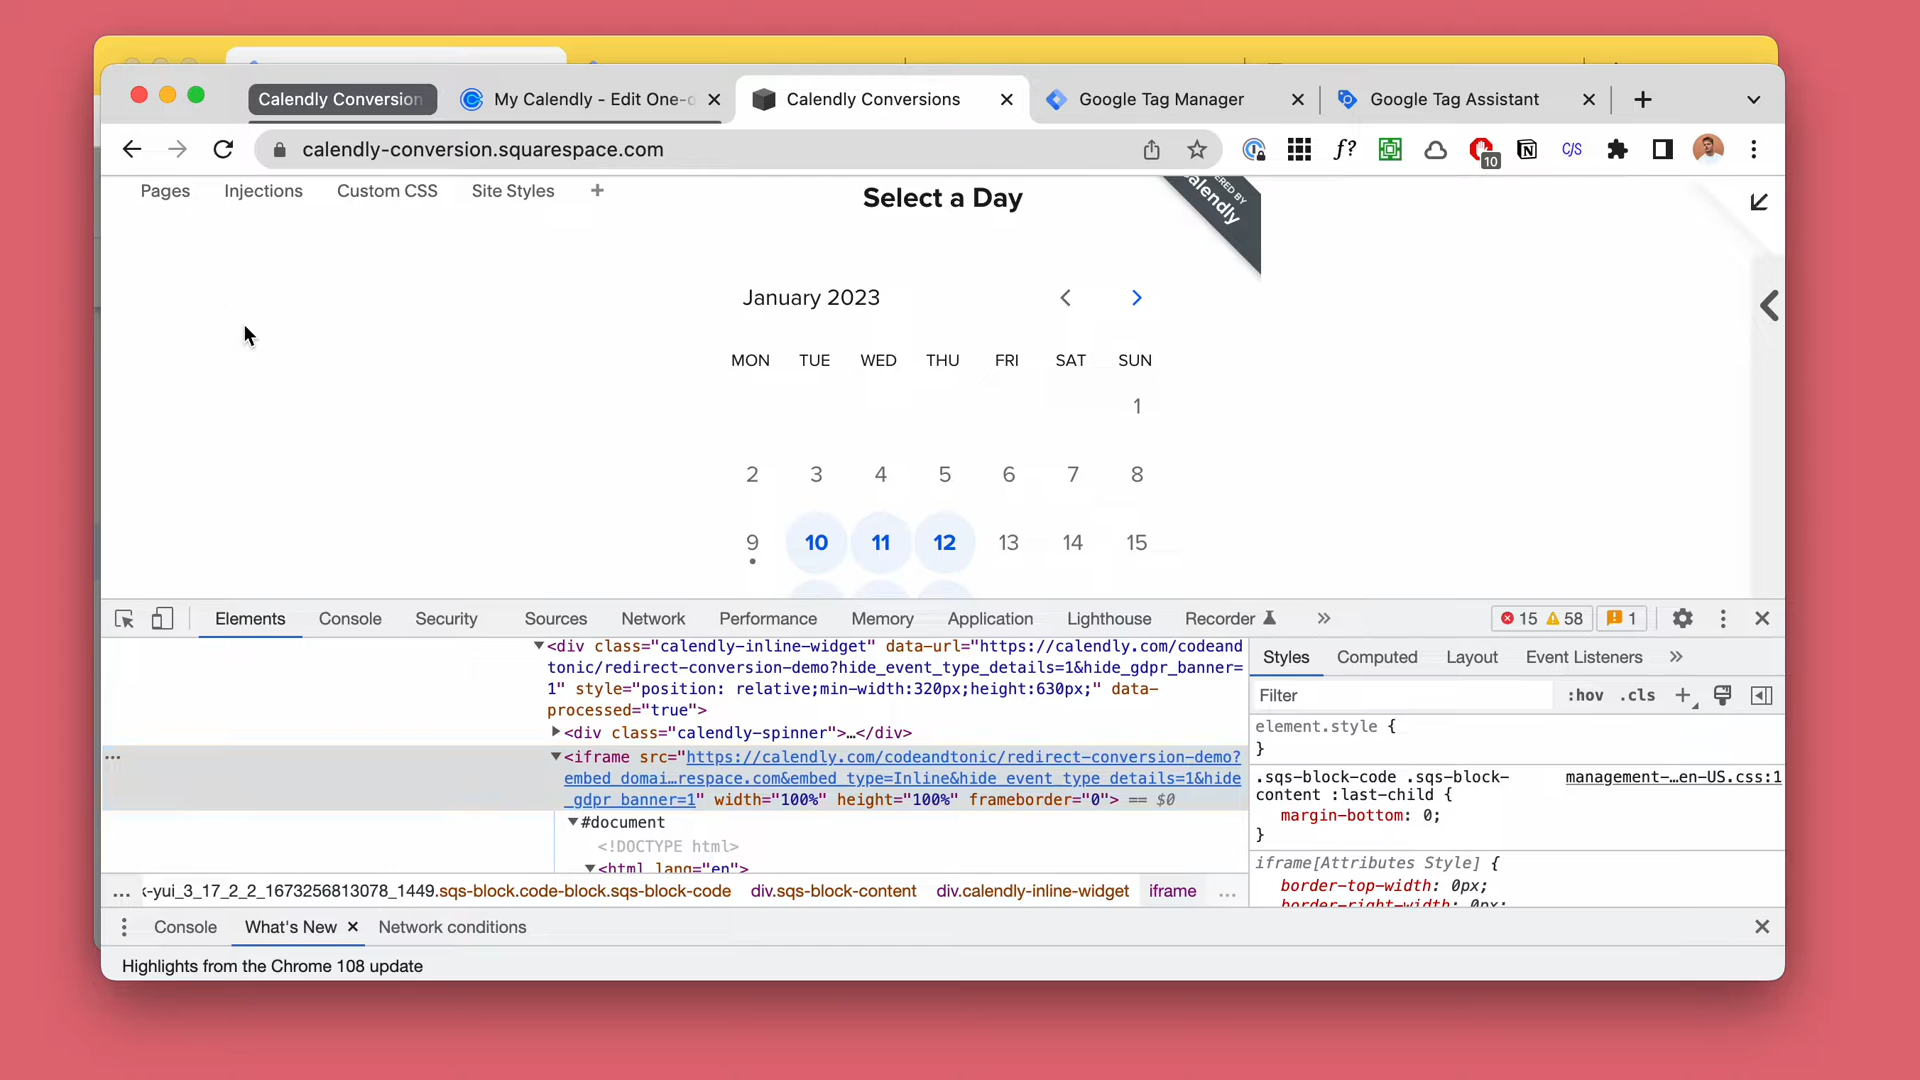 Calendly Conversion
My Calendly - Edit One-o
Calendly Conversions
Google Tag Manager
Google Tag Assistant
calendly-conversion.squarespace.com
f?
10
C/S
Pages
Injections
Custom CSS
Site Styles
Select a Day
Calendly
January 2023
MON TUE WED THU FRI SAT SUN
1
2 3 4 5 6 7 8
9 10 11 12 13 14 15
Elements Console Security Sources Network Performance Memory Application Lighthouse Recorder
15 58 1
<div class="calendly-inline-widget" data-url="https://calendly.com/codeand
tonic/redirect-conversion-demo?hide_event_type_details=1&hide_gdpr_banner=
1" style="position: relative;min-width:320px;height:630px;" data-
processed="true">
<div class="calendly-spinner">…</div>
<iframe src="https://calendly.com/codeandtonic/redirect-conversion-demo?
embed_domai…respace.com&embed_type=Inline&hide_event_type_details=1&hide
_gdpr_banner=1" width="100%" height="100%" frameborder="0"> == $0
#document
<!DOCTYPE html>
<html lang="en">
Styles Computed Layout Event Listeners
Filter
:hov .cls
element.style {
}
.sqs-block-code .sqs-block-
content :last-child {
management-…en-US.css:1
margin-bottom: 0;
}
iframe[Attributes Style] {
border-top-width: 0px;
border-right-width: 0px;
... k-yui_3_17_2_2_1673256813078_1449.sqs-block.code-block.sqs-block-code div.sqs-block-content div.calendly-inline-widget iframe ...
Console What's New Network conditions
Highlights from the Chrome 108 update